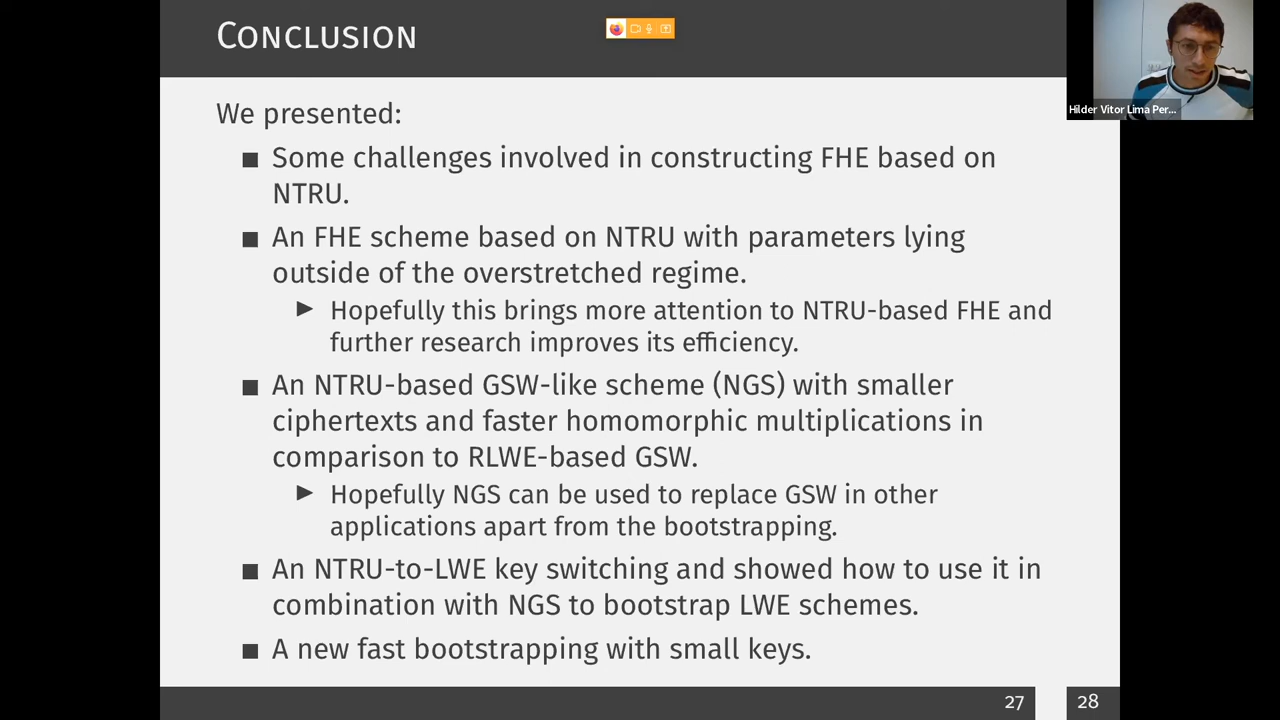 CONCLUSION
Hilder Vitor Lima Per...
We presented:
■ Some challenges involved in constructing FHE based on
NTRU.
■ An FHE scheme based on NTRU with parameters lying
outside of the overstretched regime.
▶ Hopefully this brings more attention to NTRU-based FHE and
further research improves its efficiency.
■ An NTRU-based GSW-like scheme (NGS) with smaller
ciphertexts and faster homomorphic multiplications in
comparison to RLWE-based GSW.
▶ Hopefully NGS can be used to replace GSW in other
applications apart from the bootstrapping.
■ An NTRU-to-LWE key switching and showed how to use it in
combination with NGS to bootstrap LWE schemes.
■ A new fast bootstrapping with small keys.
27 28